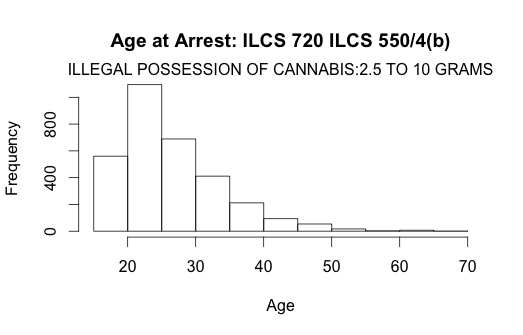 Age at Arrest: ILCS 720 ILCS 550/4(b)
ILLEGAL POSSESSION OF CANNABIS:2.5 TO 10 GRAMS
Frequency
800
400
0
20 30 40 50 60 70
Age